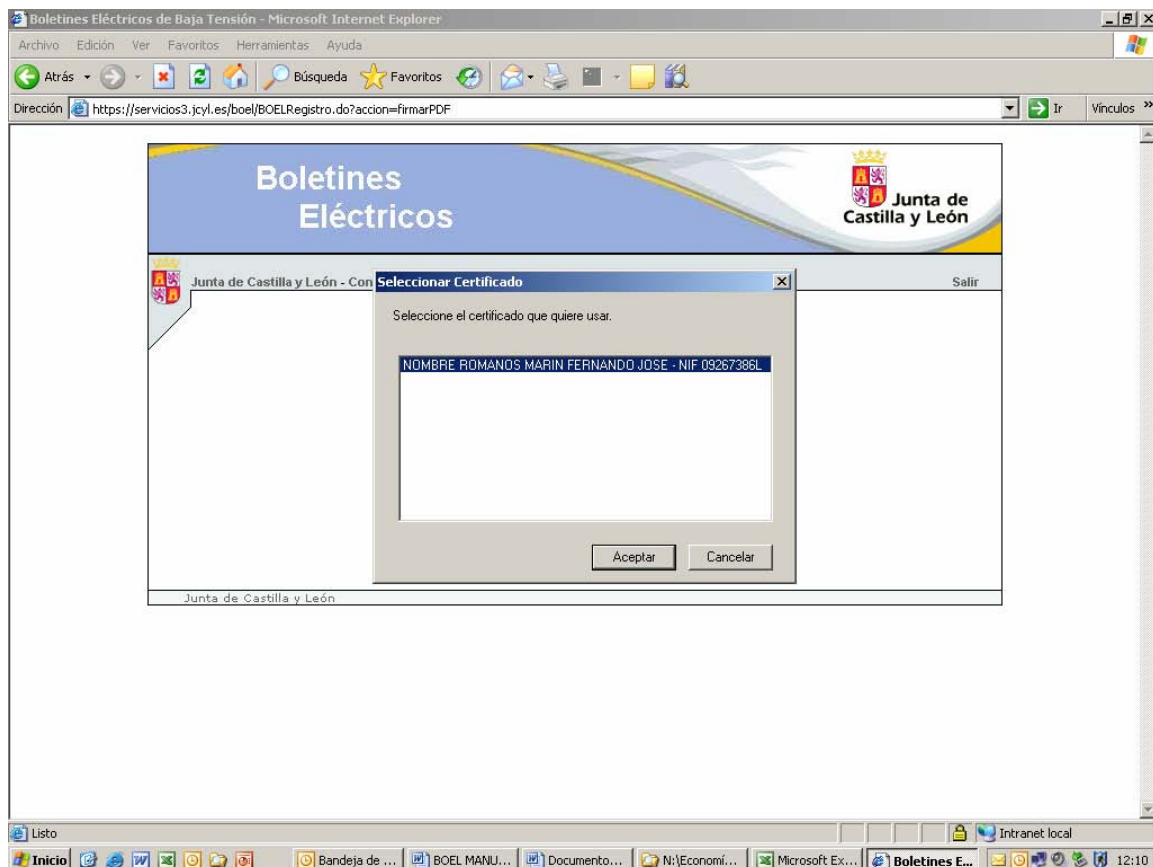 Boletines Eléctricos de Baja Tensión - Microsoft Internet Explorer
Archivo Edición Ver Favoritos Herramientas Ayuda
Atrás Búsqueda Favoritos
Dirección https://servicios3.jcyl.es/boel/BOELRegistro.do?accion=firmarPDF Ir Vínculos »
Boletines
Eléctricos
Junta de
Castilla y León
Junta de Castilla y León - Con
Salir
Seleccionar Certificado
Seleccione el certificado que quiere usar.
NOMBRE ROMANOS MARIN FERNANDO JOSE - NIF 09267386L
Aceptar Cancelar
Junta de Castilla y León
Listo Intranet local
Inicio Bandeja de ... BOEL MANU... Documento... N:\Economí... Microsoft Ex... Boletines E... 12:10